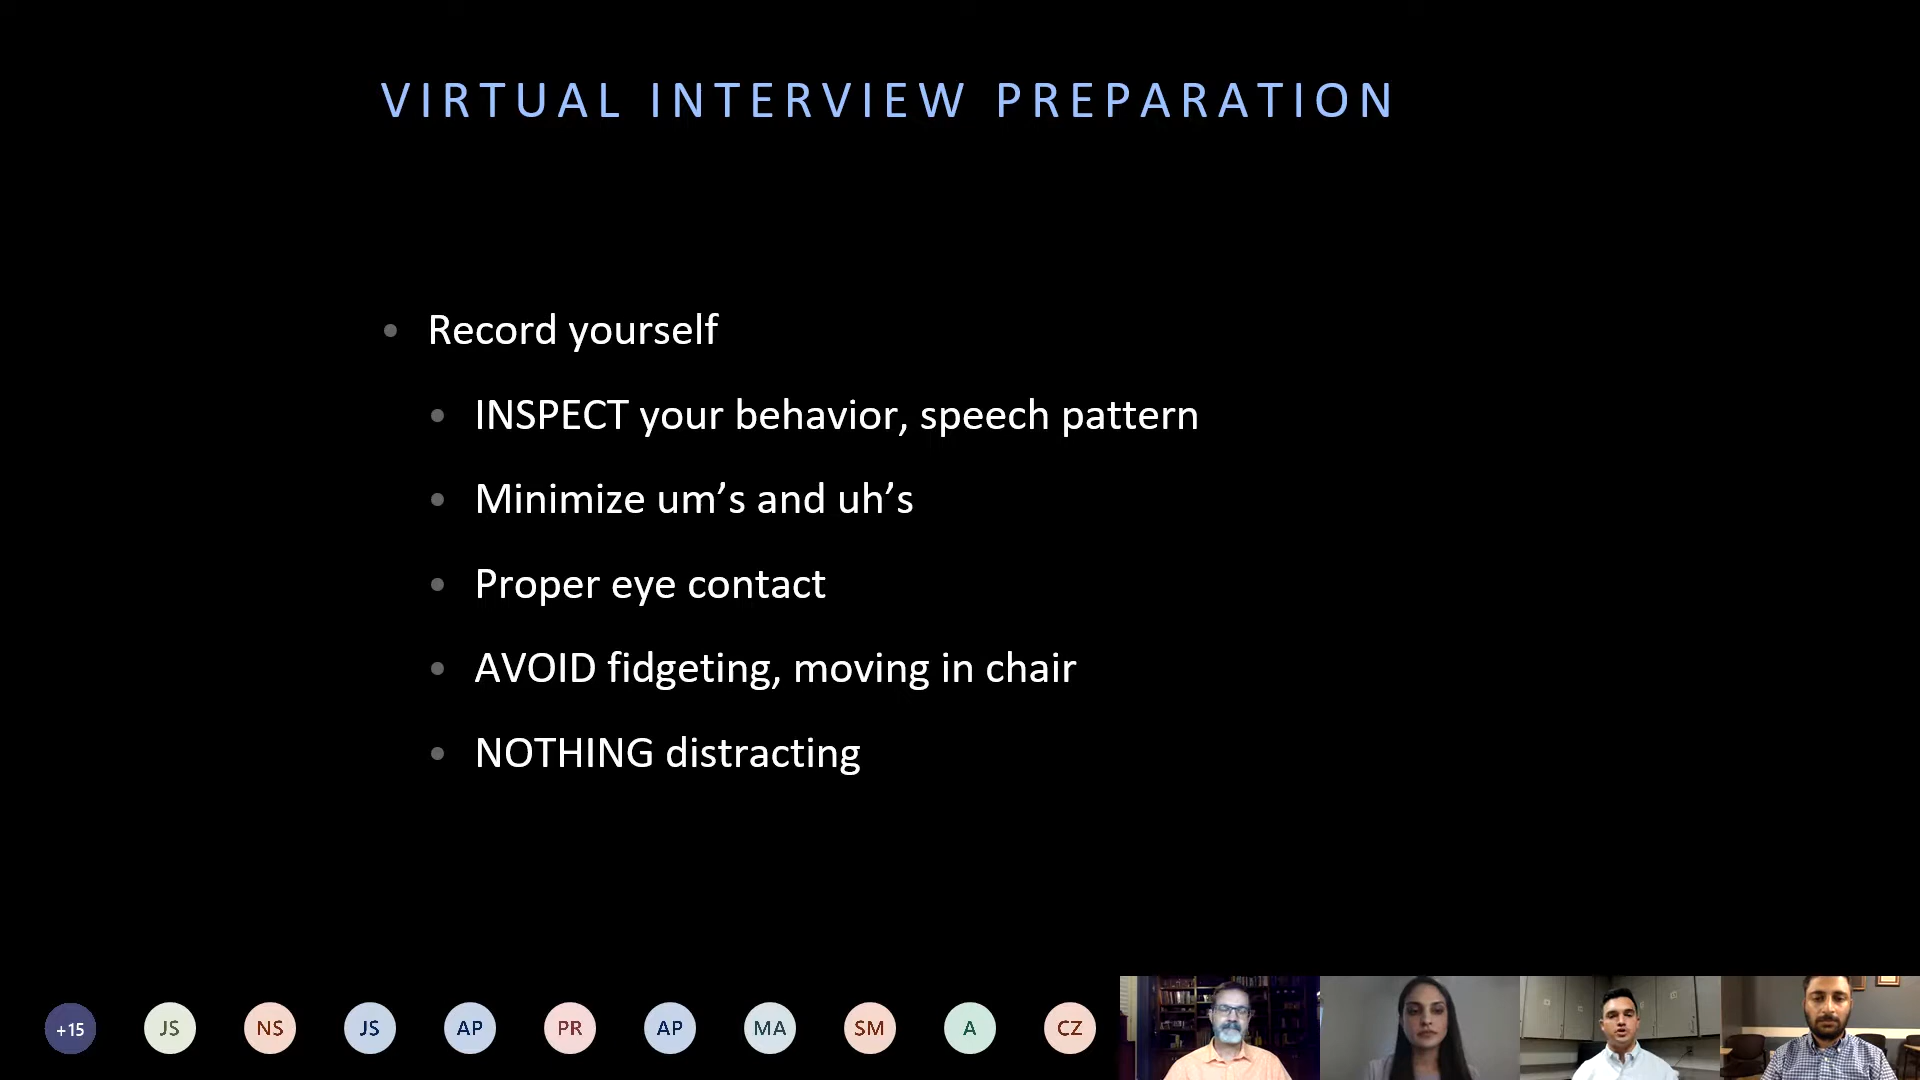 VIRTUAL INTERVIEW PREPARATION
• Record yourself
• INSPECT your behavior, speech pattern
• Minimize um’s and uh’s
• Proper eye contact
• AVOID fidgeting, moving in chair
• NOTHING distracting
+15 JS NS JS AP PR AP MA SM A CZ